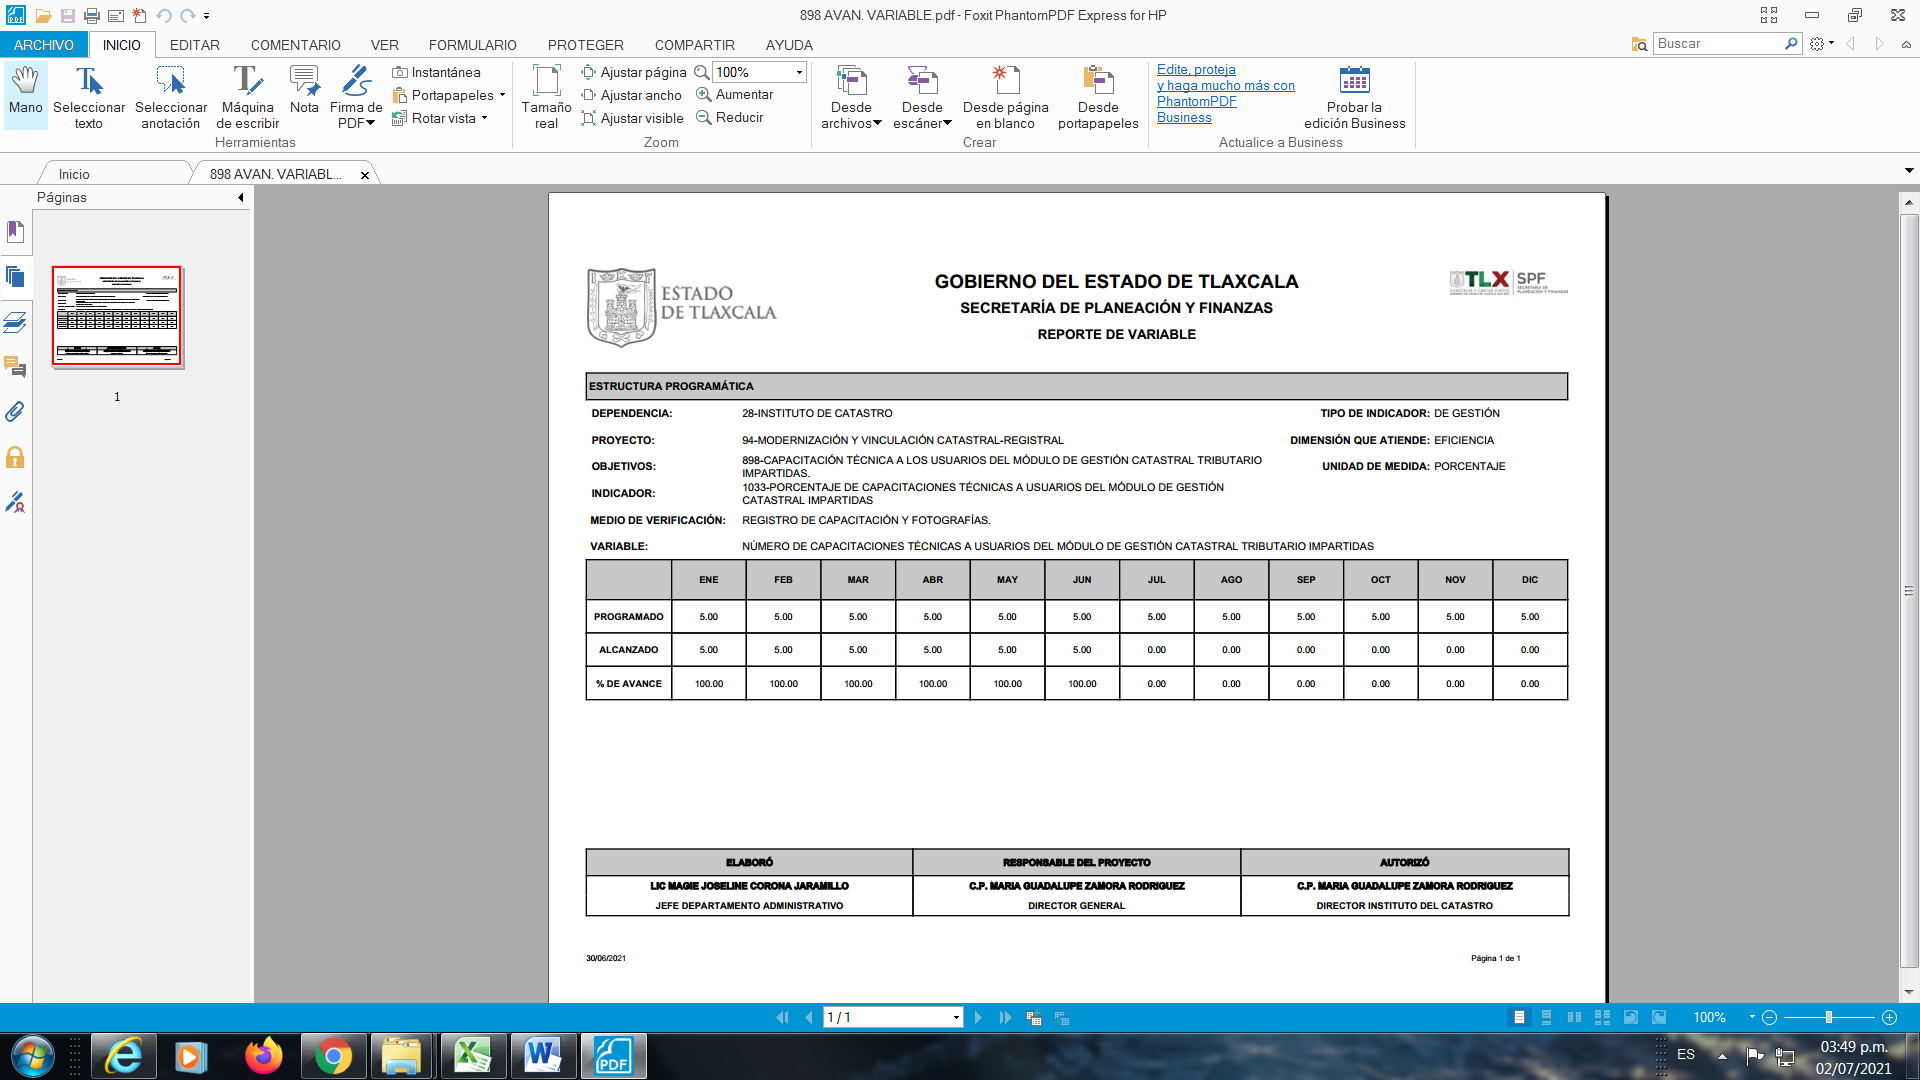 898 AVAN. VARIABLE.pdf - Foxit PhantomPDF Express for HP
ARCHIVO INICIO EDITAR COMENTARIO VER FORMULARIO PROTEGER COMPARTIR AYUDA
Buscar
Mano
Seleccionar texto
Seleccionar anotación
Máquina de escribir
Nota
Firma de PDF
Instantánea
Portapapeles
Rotar vista
Herramientas
Tamaño real
Ajustar página
Ajustar ancho
Ajustar visible
100%
Aumentar
Reducir
Zoom
Desde archivos
Desde escáner
Desde página en blanco
Desde portapapeles
Crear
Edite, proteja
y haga mucho más con
PhantomPDF
Business
Probar la edición Business
Actualice a Business
Inicio
898 AVAN. VARIABL...
Páginas
1
ESTADO
DE TLAXCALA
GOBIERNO DEL ESTADO DE TLAXCALA
SECRETARÍA DE PLANEACIÓN Y FINANZAS
REPORTE DE VARIABLE
TLX SPF
ESTRUCTURA PROGRAMÁTICA
DEPENDENCIA: 28-INSTITUTO DE CATASTRO TIPO DE INDICADOR: DE GESTIÓN
PROYECTO: 94-MODERNIZACIÓN Y VINCULACIÓN CATASTRAL-REGISTRAL DIMENSIÓN QUE ATIENDE: EFICIENCIA
OBJETIVOS: 898-CAPACITACIÓN TÉCNICA A LOS USUARIOS DEL MÓDULO DE GESTIÓN CATASTRAL TRIBUTARIO
IMPARTIDAS.
UNIDAD DE MEDIDA: PORCENTAJE
INDICADOR: 1033-PORCENTAJE DE CAPACITACIONES TÉCNICAS A USUARIOS DEL MÓDULO DE GESTIÓN
CATASTRAL IMPARTIDAS
MEDIO DE VERIFICACIÓN: REGISTRO DE CAPACITACIÓN Y FOTOGRAFÍAS.
VARIABLE: NÚMERO DE CAPACITACIONES TÉCNICAS A USUARIOS DEL MÓDULO DE GESTIÓN CATASTRAL TRIBUTARIO IMPARTIDAS
ENE FEB MAR ABR MAY JUN JUL AGO SEP OCT NOV DIC
PROGRAMADO 5.00 5.00 5.00 5.00 5.00 5.00 5.00 5.00 5.00 5.00 5.00 5.00
ALCANZADO 5.00 5.00 5.00 5.00 5.00 5.00 0.00 0.00 0.00 0.00 0.00 0.00
% DE AVANCE 100.00 100.00 100.00 100.00 100.00 100.00 0.00 0.00 0.00 0.00 0.00 0.00
ELABORÓ RESPONSABLE DEL PROYECTO AUTORIZÓ
LIC MAGIE JOSELINE CORONA JARAMILLO C.P. MARIA GUADALUPE ZAMORA RODRIGUEZ C.P. MARIA GUADALUPE ZAMORA RODRIGUEZ
JEFE DEPARTAMENTO ADMINISTRATIVO DIRECTOR GENERAL DIRECTOR INSTITUTO DEL CATASTRO
30/06/2021 Página 1 de 1
1 / 1
100%
ES
03:49 p.m.
02/07/2021